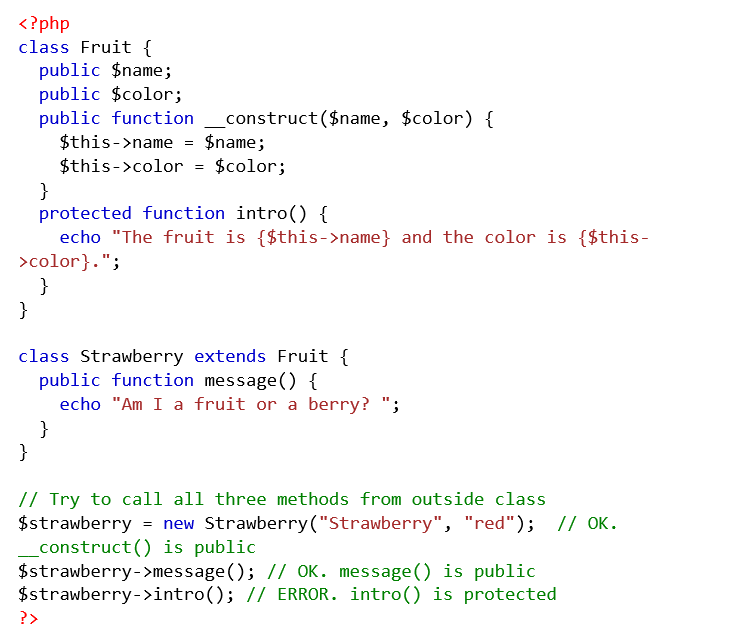 <?php
class Fruit {
  public $name;
  public $color;
  public function __construct($name, $color) {
    $this->name = $name;
    $this->color = $color;
  }
  protected function intro() {
    echo "The fruit is {$this->name} and the color is {$this-
>color}.";
  }
}

class Strawberry extends Fruit {
  public function message() {
    echo "Am I a fruit or a berry? ";
  }
}

// Try to call all three methods from outside class
$strawberry = new Strawberry("Strawberry", "red");  // OK.
__construct() is public
$strawberry->message(); // OK. message() is public
$strawberry->intro(); // ERROR. intro() is protected
?>